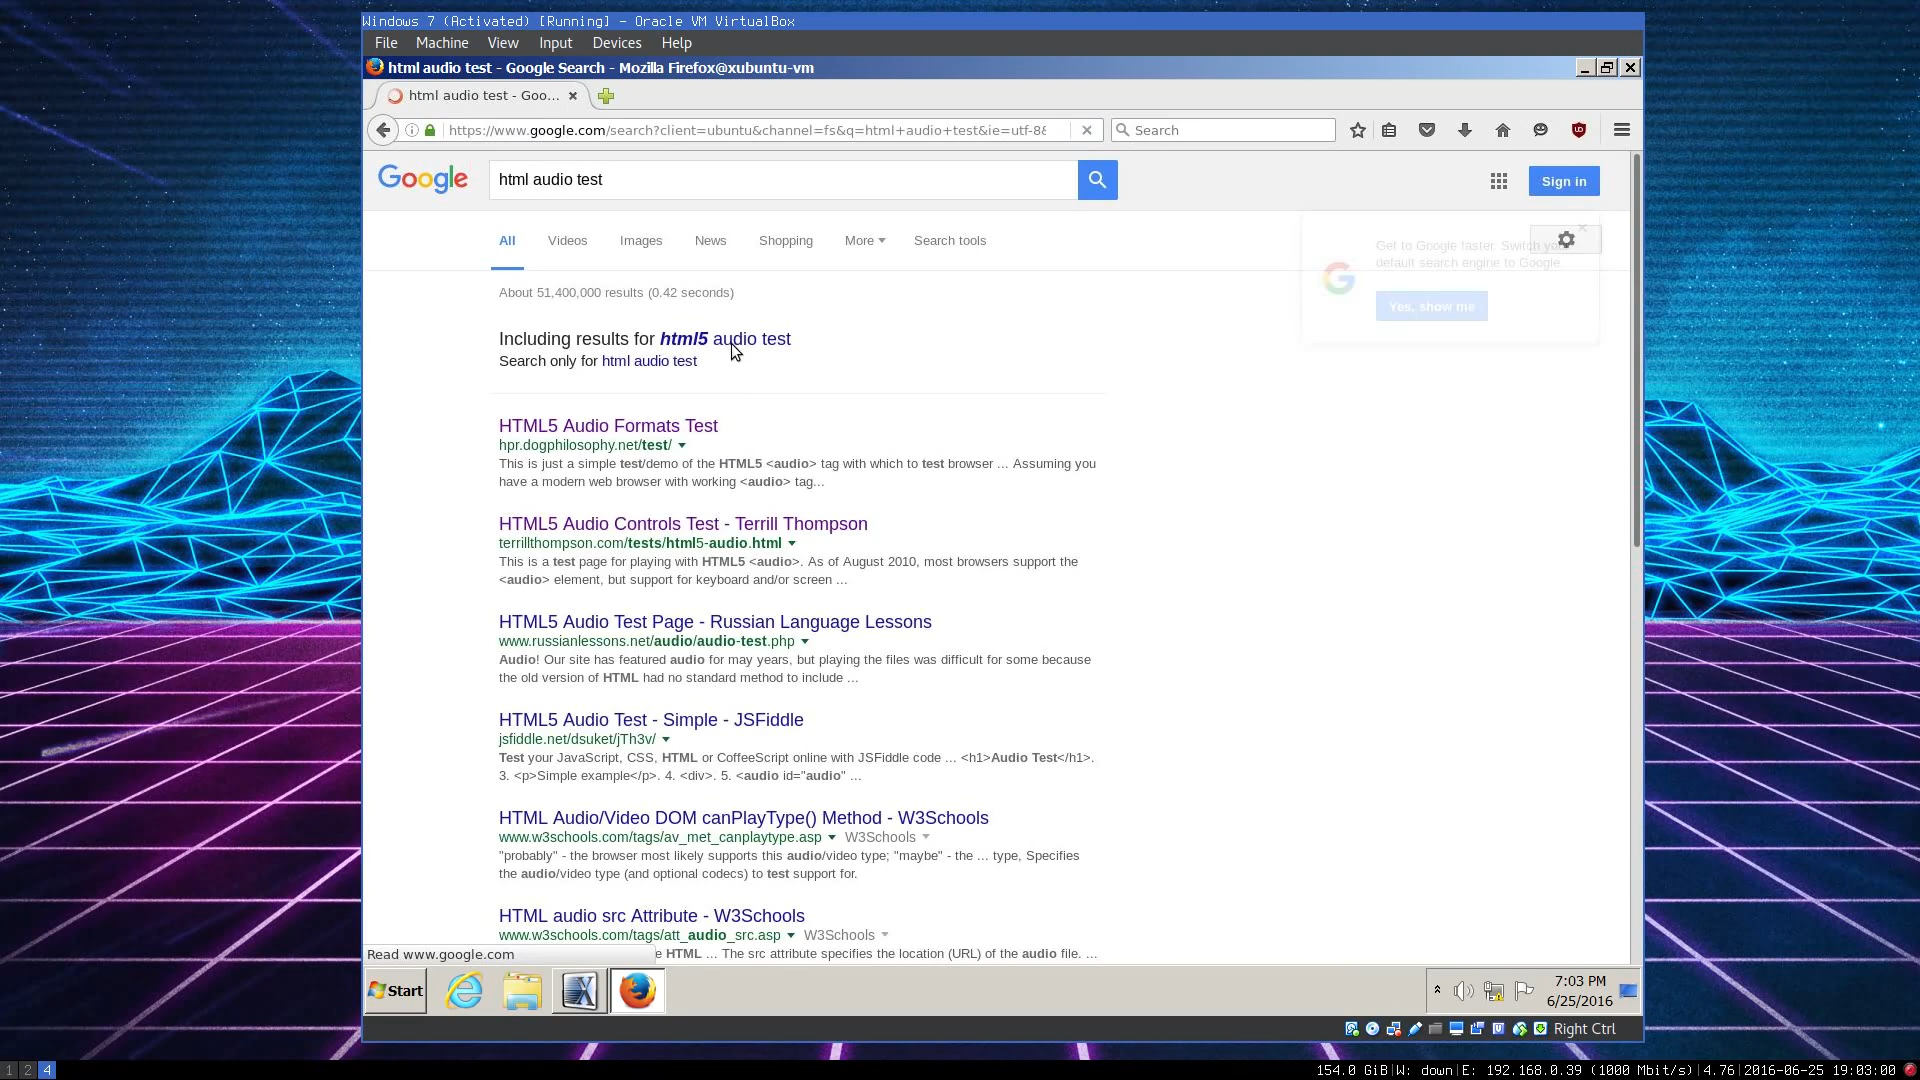 Windows 7 (Activated) [Running] - Oracle VM VirtualBox
File Machine View Input Devices Help
html audio test - Google Search - Mozilla Firefox@xubuntu-vm
html audio test - Goo...
https://www.google.com/search?client=ubuntu&channel=fs&q=html+audio+test&ie=utf-8&
Search
Google
html audio test
Sign in
All Videos Images News Shopping More Search tools
Get to Google faster. Switch your
default search engine to Google
Yes, show me
About 51,400,000 results (0.42 seconds)
Including results for html5 audio test
Search only for html audio test
HTML5 Audio Formats Test
hpr.dogphilosophy.net/test/
This is just a simple test/demo of the HTML5 <audio> tag with which to test browser ... Assuming you
have a modern web browser with working <audio> tag...
HTML5 Audio Controls Test - Terrill Thompson
terrillthompson.com/tests/html5-audio.html
This is a test page for playing with HTML5 <audio>. As of August 2010, most browsers support the
<audio> element, but support for keyboard and/or screen ...
HTML5 Audio Test Page - Russian Language Lessons
www.russianlessons.net/audio/audio-test.php
Audio! Our site has featured audio for may years, but playing the files was difficult for some because
the old version of HTML had no standard method to include ...
HTML5 Audio Test - Simple - JSFiddle
jsfiddle.net/dsuket/jTh3v/
Test your JavaScript, CSS, HTML or CoffeeScript online with JSFiddle code ... <h1>Audio Test</h1>.
3. <p>Simple example</p>. 4. <div>. 5. <audio id="audio" ...
HTML Audio/Video DOM canPlayType() Method - W3Schools
www.w3schools.com/tags/av_met_canplaytype.asp W3Schools
"probably" - the browser most likely supports this audio/video type; "maybe" - the ... type, Specifies
the audio/video type (and optional codecs) to test support for.
HTML audio src Attribute - W3Schools
www.w3schools.com/tags/att_audio_src.asp W3Schools
e HTML ... The src attribute specifies the location (URL) of the audio file. ...
Read www.google.com
Start
7:03 PM
6/25/2016
Right Ctrl
1 2 4
154.0 GiB|W: down|E: 192.168.0.39 (1000 Mbit/s)|4.76|2016-06-25 19:03:00